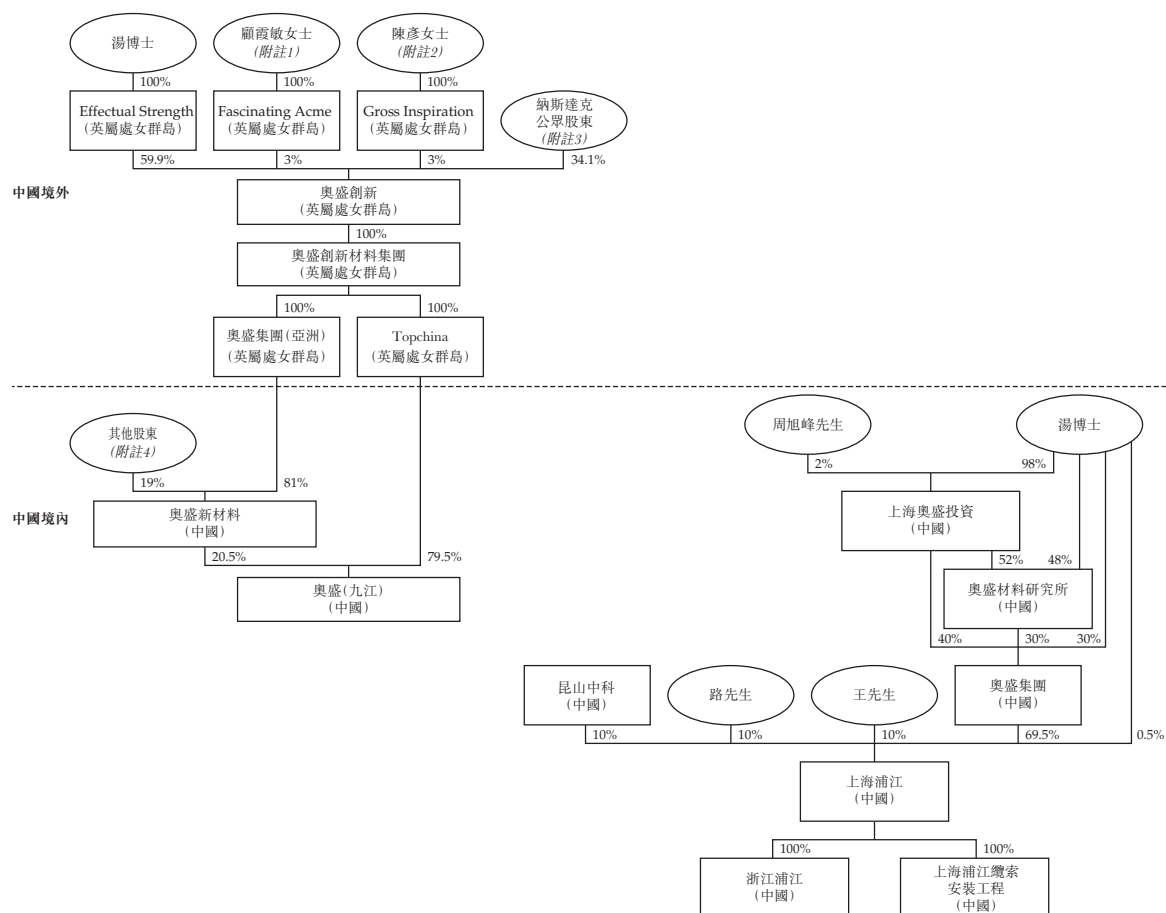 湯博士
顧霞敏女士
(附註1)
陳彥女士
(附註2)
100%
100%
100%
Effectual Strength
(英屬處女群島)
Fascinating Acme
(英屬處女群島)
Gross Inspiration
(英屬處女群島)
納斯達克
公眾股東
(附註3)
59.9%
3%
3%
34.1%
中國境外
奧盛創新
(英屬處女群島)
100%
奧盛創新材料集團
(英屬處女群島)
100%
100%
奧盛集團(亞洲)
(英屬處女群島)
Topchina
(英屬處女群島)
其他股東
(附註4)
周旭峰先生
湯博士
19%
81%
2%
98%
中國境內
奧盛新材料
(中國)
上海奧盛投資
(中國)
20.5%
79.5%
52%
48%
奧盛(九江)
(中國)
奧盛材料研究所
(中國)
40%
30%
30%
昆山中科
(中國)
路先生
王先生
奧盛集團
(中國)
10%
10%
10%
69.5%
0.5%
上海浦江
(中國)
100%
100%
浙江浦江
(中國)
上海浦江纜索
安裝工程
(中國)